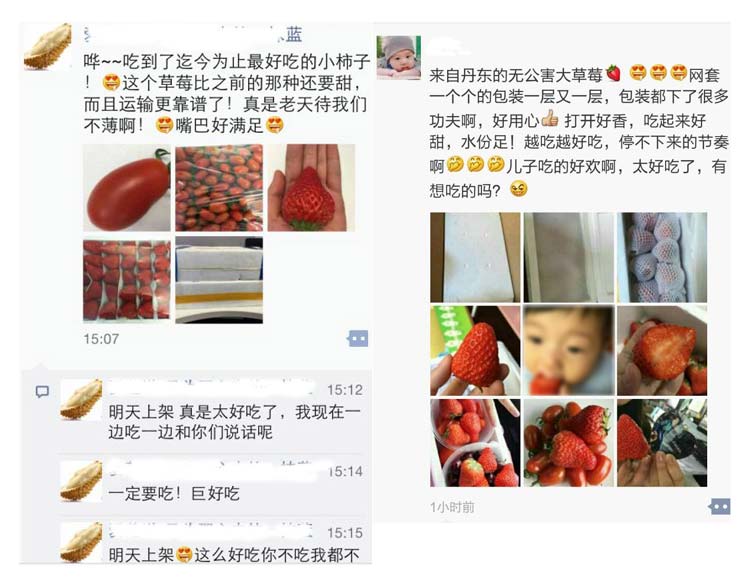 蓝
哗~~吃到了迄今为止最好吃的小柿子
！😍这个草莓比之前的那种还要甜，
而且运输更靠谱了！真是老天待我们
不薄啊！😍嘴巴好满足😍
15:07
15:12
明天上架 真是太好吃了，我现在一
边吃一边和你们说话呢
15:14
一定要吃！巨好吃
15:15
明天上架😍这么好吃你不吃我都不
来自丹东的无公害大草莓🍓 😍😍😍网套
一个个的包装一层又一层，包装都下了很多
功夫啊，好用心👍 打开好香，吃起来好
甜，水份足！越吃越好吃，停不下来的节奏
啊🤣🤣🤣儿子吃的好欢啊，太好吃了，有
想吃的吗？😝
1小时前